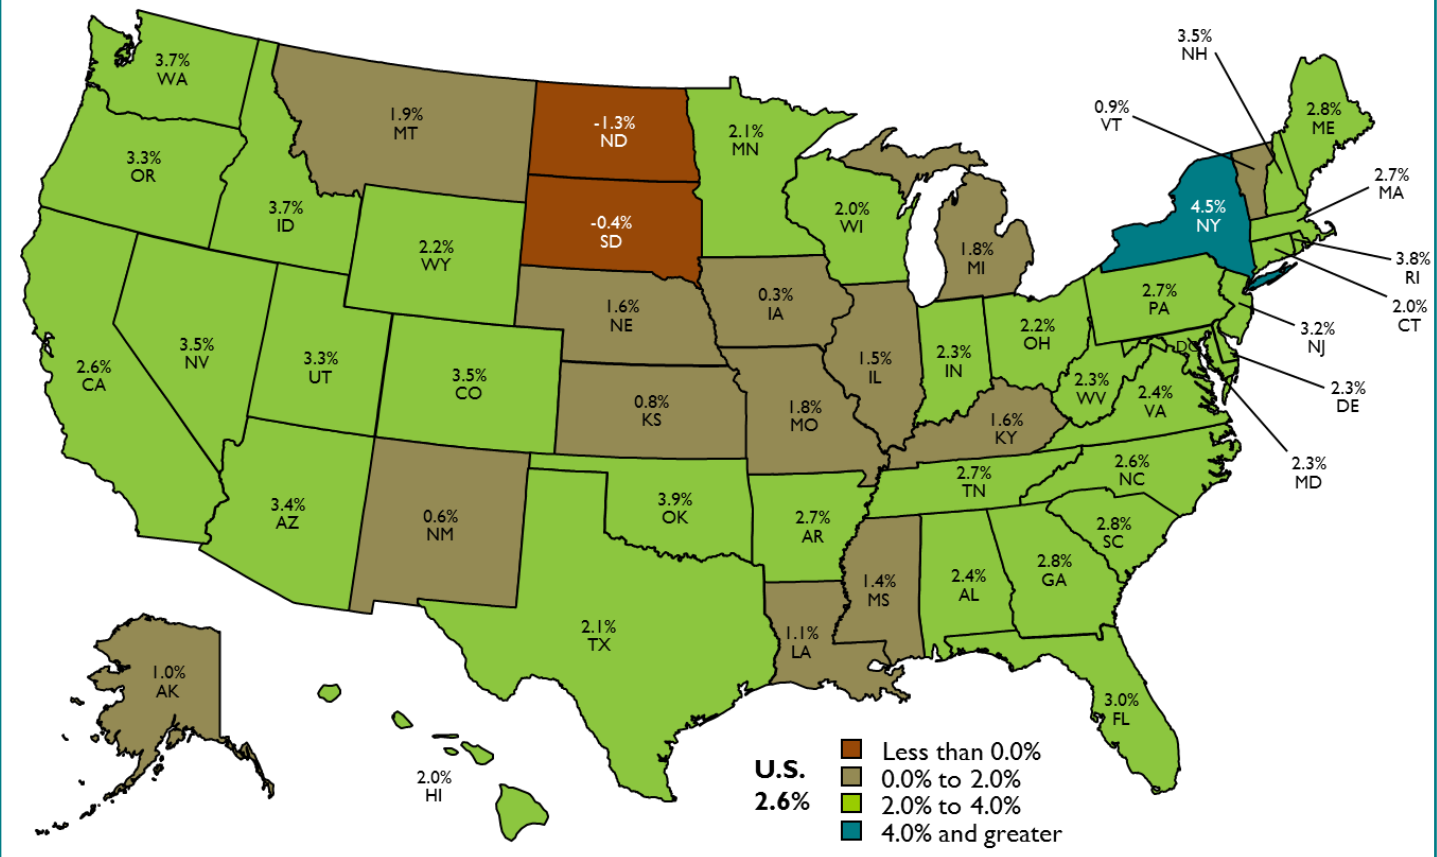 3.7%
WA
3.3%
OR
2.6%
CA
3.5%
NV
3.7%
ID
1.9%
MT
2.2%
WY
3.3%
UT
3.5%
CO
3.4%
AZ
0.6%
NM
-1.3%
ND
-0.4%
SD
1.6%
NE
0.8%
KS
3.9%
OK
2.1%
TX
2.1%
MN
0.3%
IA
1.8%
MO
2.7%
AR
1.1%
LA
2.0%
WI
1.5%
IL
1.8%
MI
2.3%
IN
2.2%
OH
1.6%
KY
2.7%
TN
1.4%
MS
2.4%
AL
2.8%
GA
3.0%
FL
2.8%
SC
2.6%
NC
2.4%
VA
2.3%
WV
DC
2.7%
PA
4.5%
NY
0.9%
VT
3.5%
NH
2.8%
ME
2.7%
MA
3.8%
RI
2.0%
CT
3.2%
NJ
2.3%
DE
2.3%
MD
1.0%
AK
2.0%
HI
U.S.
2.6%
Less than 0.0%
0.0% to 2.0%
2.0% to 4.0%
4.0% and greater